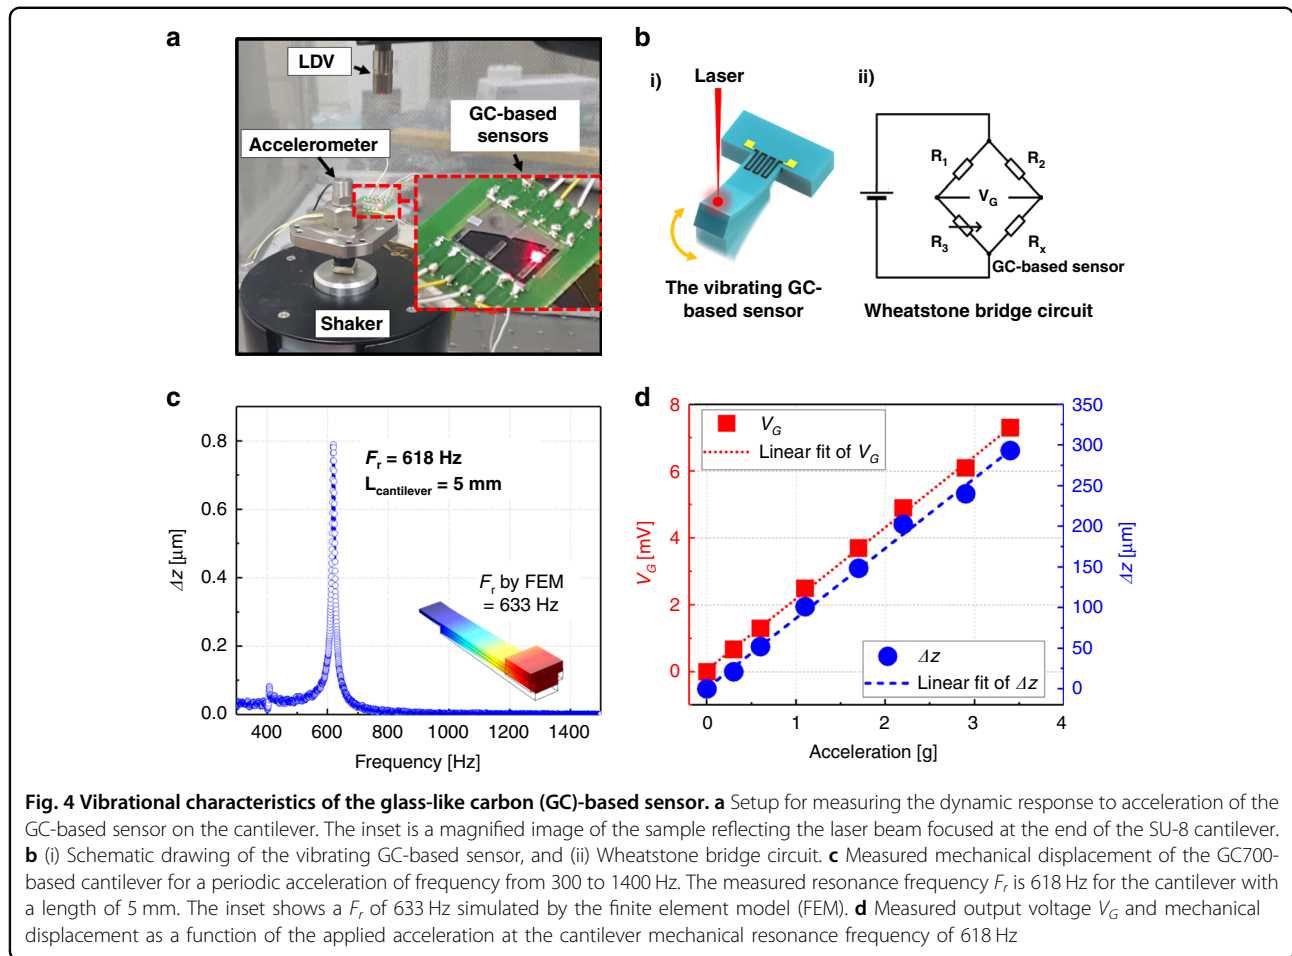 a
LDV
GC-based
sensors
Accelerometer
Shaker
b
i)
Laser
The vibrating GC-
based sensor
ii)
R1
R2
VG
R3
Rx
GC-based sensor
Wheatstone bridge circuit
c
0.8
0.6
0.4
0.2
0.0
Δz [μm]
Fr = 618 Hz
Lcantilever = 5 mm
Fr by FEM
= 633 Hz
400 600 800 1000 1200 1400
Frequency [Hz]
d
8
6
4
2
0
VG [mV]
VG
Linear fit of VG
Δz
Linear fit of Δz
350
300
250
200
150
100
50
0
Δz [μm]
0 1 2 3 4
Acceleration [g]
Fig. 4 Vibrational characteristics of the glass-like carbon (GC)-based sensor. a Setup for measuring the dynamic response to acceleration of the
GC-based sensor on the cantilever. The inset is a magnified image of the sample reflecting the laser beam focused at the end of the SU-8 cantilever.
b (i) Schematic drawing of the vibrating GC-based sensor, and (ii) Wheatstone bridge circuit. c Measured mechanical displacement of the GC700-
based cantilever for a periodic acceleration of frequency from 300 to 1400 Hz. The measured resonance frequency Fr is 618 Hz for the cantilever with
a length of 5 mm. The inset shows a Fr of 633 Hz simulated by the finite element model (FEM). d Measured output voltage VG and mechanical
displacement as a function of the applied acceleration at the cantilever mechanical resonance frequency of 618 Hz